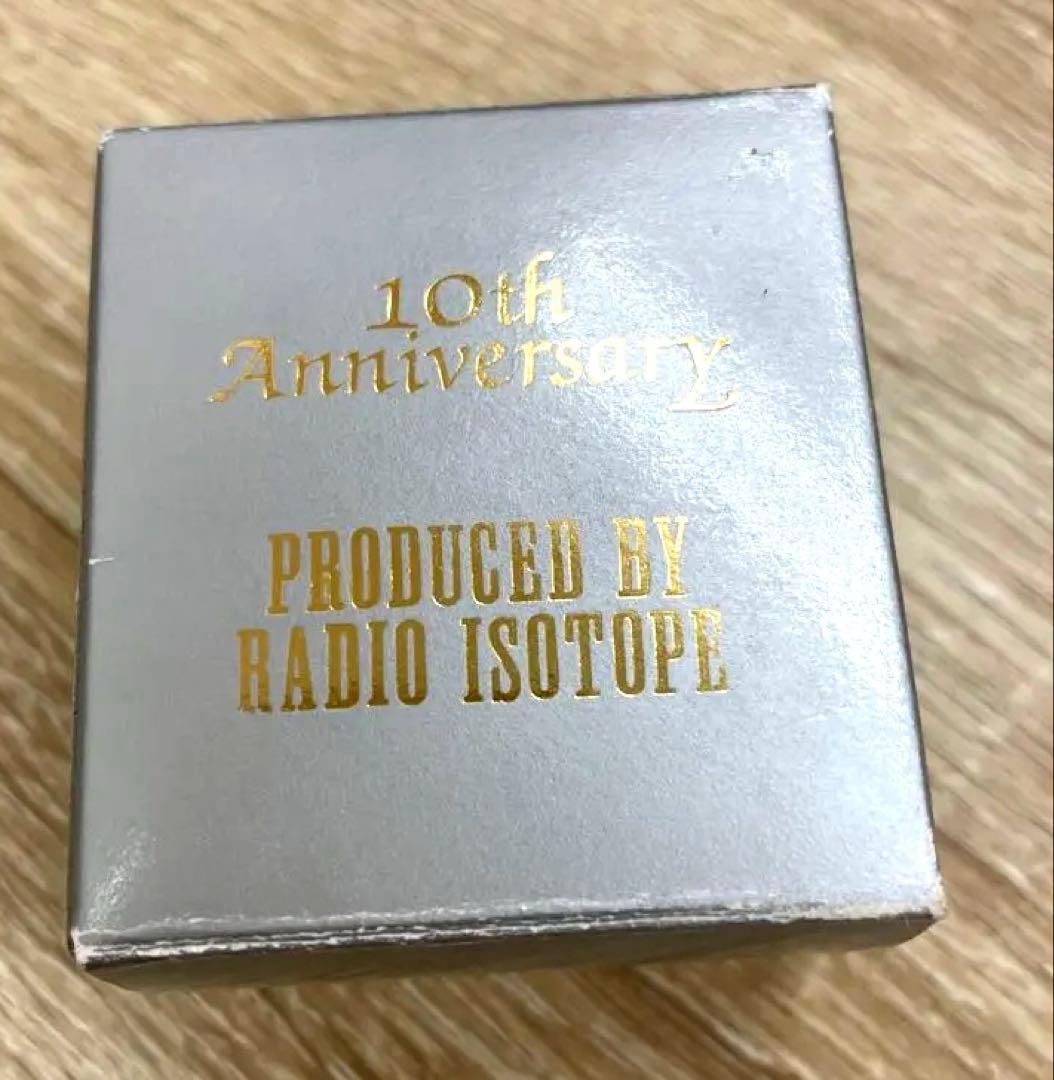 10th
Anniversary
PRODUCED BY
RADIO ISOTOPE